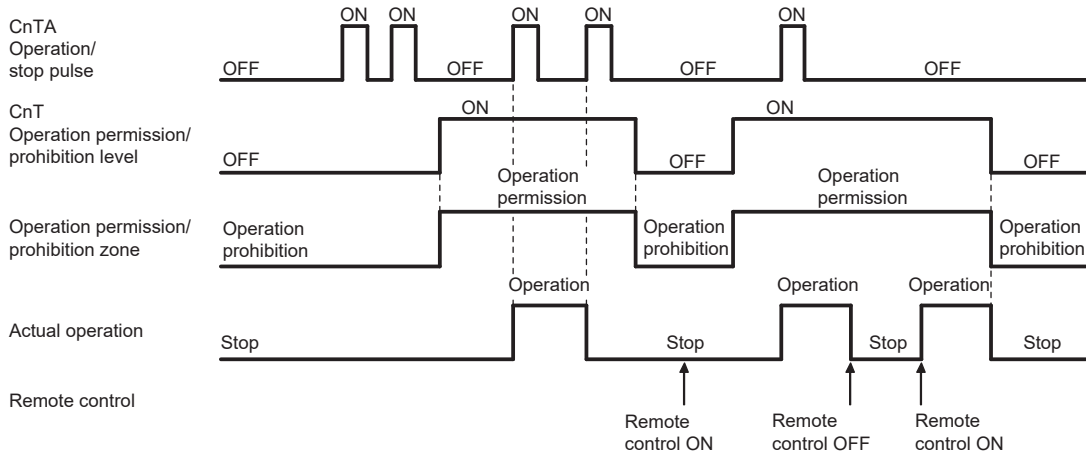 CnTA
Operation/
stop pulse
ON ON ON ON ON
OFF OFF OFF OFF
CnT
Operation permission/
prohibition level
ON ON
OFF OFF OFF
Operation permission/
prohibition zone
Operation
permission
Operation
permission
Operation
prohibition
Operation
prohibition
Operation
prohibition
Actual operation
Operation Operation Operation
Stop Stop Stop Stop
Remote control
Remote
control ON
Remote
control OFF
Remote
control ON